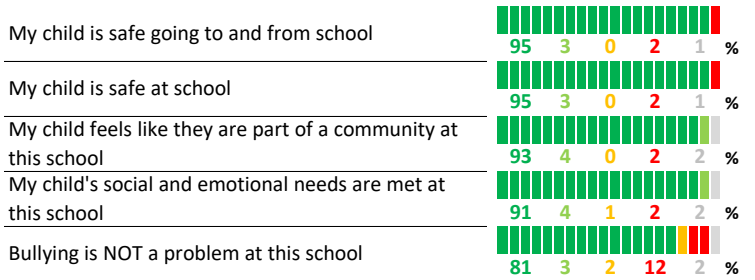 My child is safe going to and from school
95 3 0 2 1 %
My child is safe at school
95 3 0 2 1 %
My child feels like they are part of a community at
this school
93 4 0 2 2 %
My child's social and emotional needs are met at
this school
91 4 1 2 2 %
Bullying is NOT a problem at this school
81 3 2 12 2 %